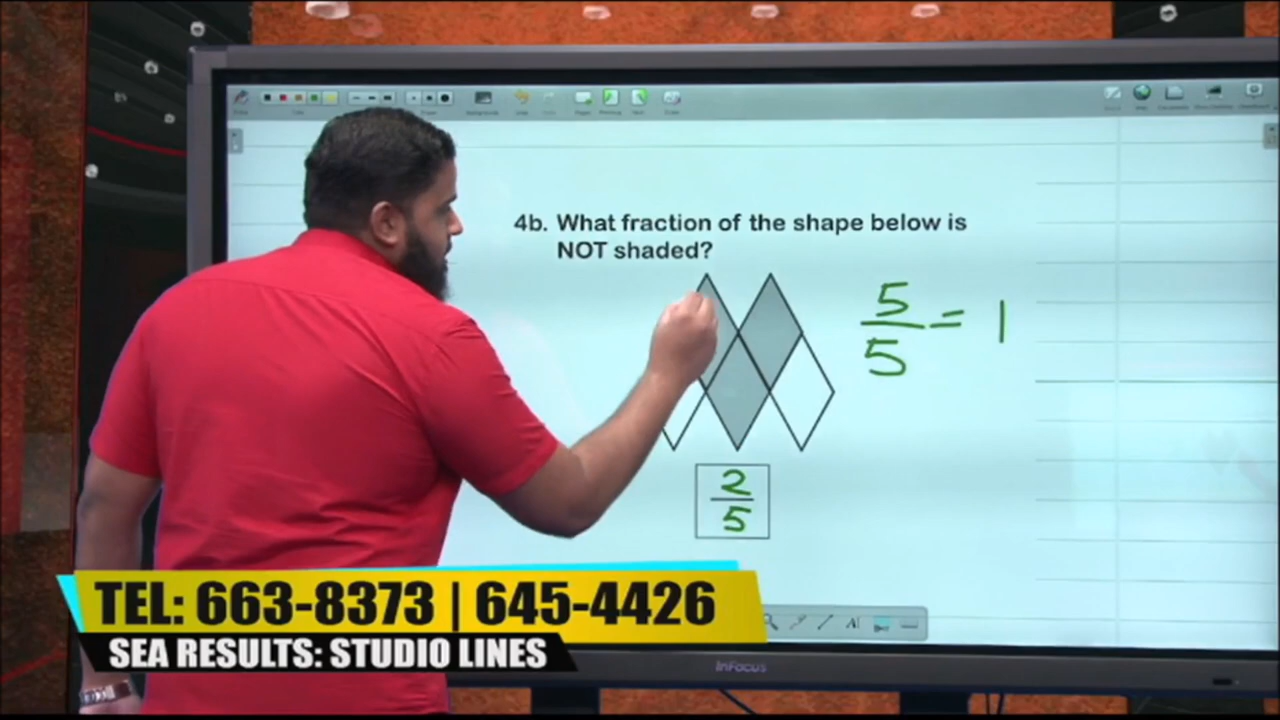 4b. What fraction of the shape below is
NOT shaded?
5
5
= 1
2
5
TEL: 663-8373 | 645-4426
SEA RESULTS: STUDIO LINES
InFocus